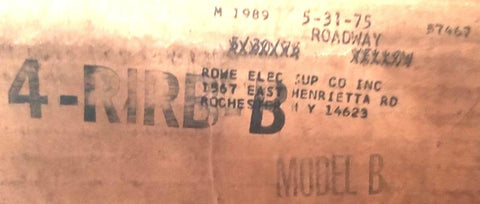 M 1989 5-31-75 57467
ROADWAY
ROWE ELEC SUP CO INC
1967 EAST HENRIETTA RD
ROCHESTER N Y 14623
4-RIRB-B
MODEL B